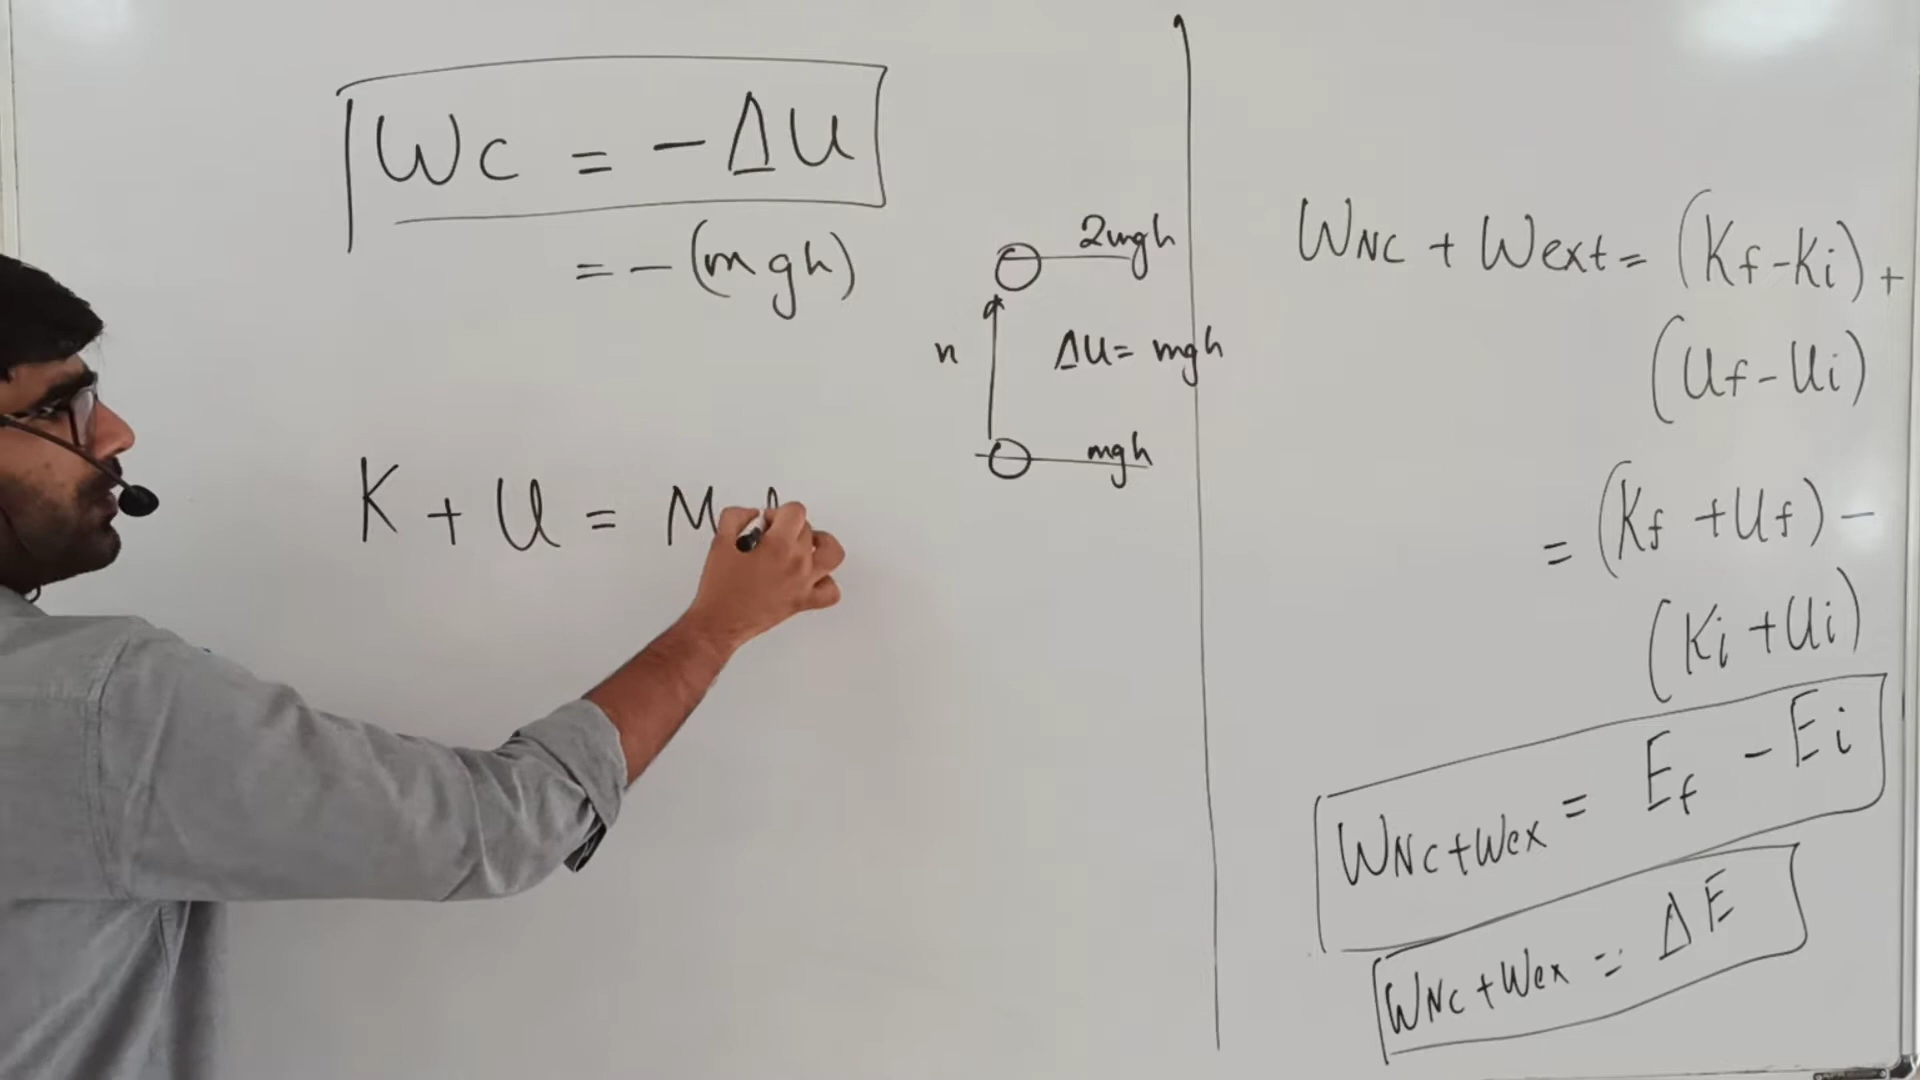 Wc = -ΔU
= -(mgh)
K + U = M
2mgh
n
ΔU = mgh
mgh
WNC + Wext = (Kf - Ki) +
(Uf - Ui)
= (Kf + Uf) -
(Ki + Ui)
WNC + Wex = Ef - Ei
WNC + Wex = ΔE